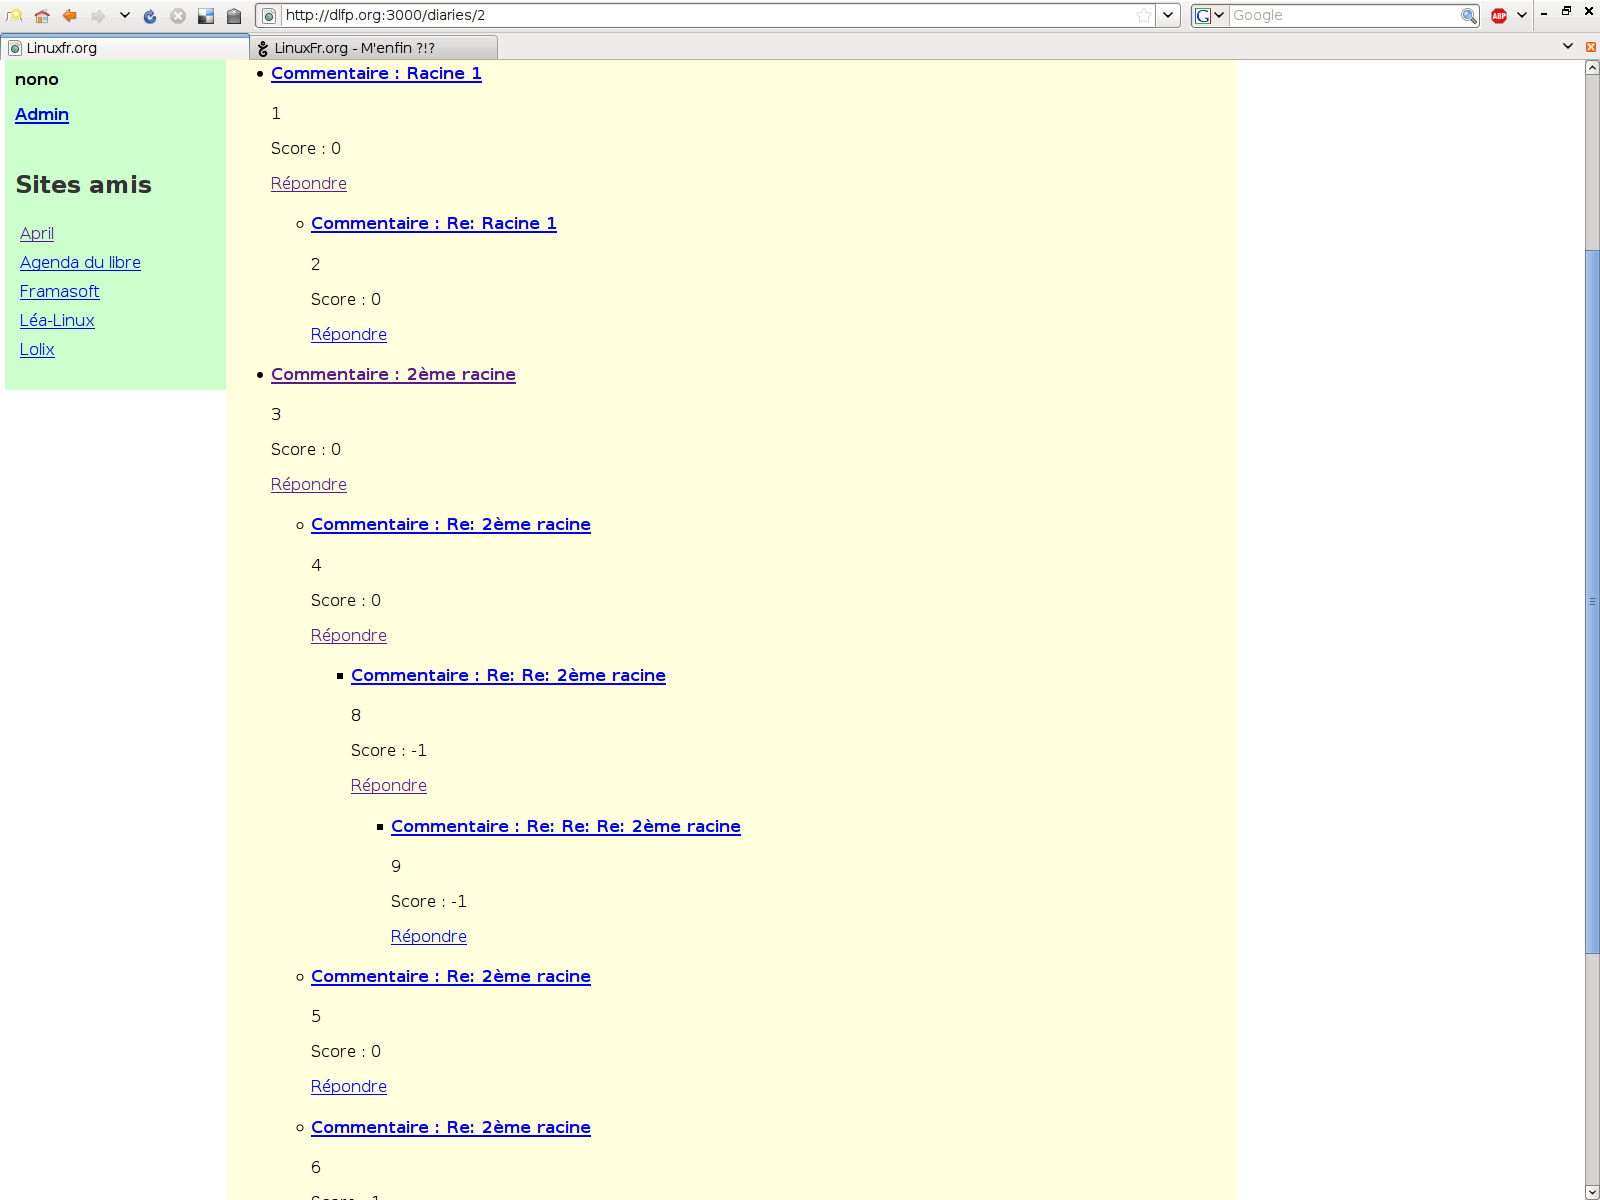 http://dlfp.org:3000/diaries/2
Google
ABP
Linuxfr.org
LinuxFr.org - M'enfin ?!?
nono
Admin
Sites amis
April
Agenda du libre
Framasoft
Léa-Linux
Lolix
Commentaire : Racine 1
1
Score : 0
Répondre
Commentaire : Re: Racine 1
2
Score : 0
Répondre
Commentaire : 2ème racine
3
Score : 0
Répondre
Commentaire : Re: 2ème racine
4
Score : 0
Répondre
Commentaire : Re: Re: 2ème racine
8
Score : -1
Répondre
Commentaire : Re: Re: Re: 2ème racine
9
Score : -1
Répondre
Commentaire : Re: 2ème racine
5
Score : 0
Répondre
Commentaire : Re: 2ème racine
6